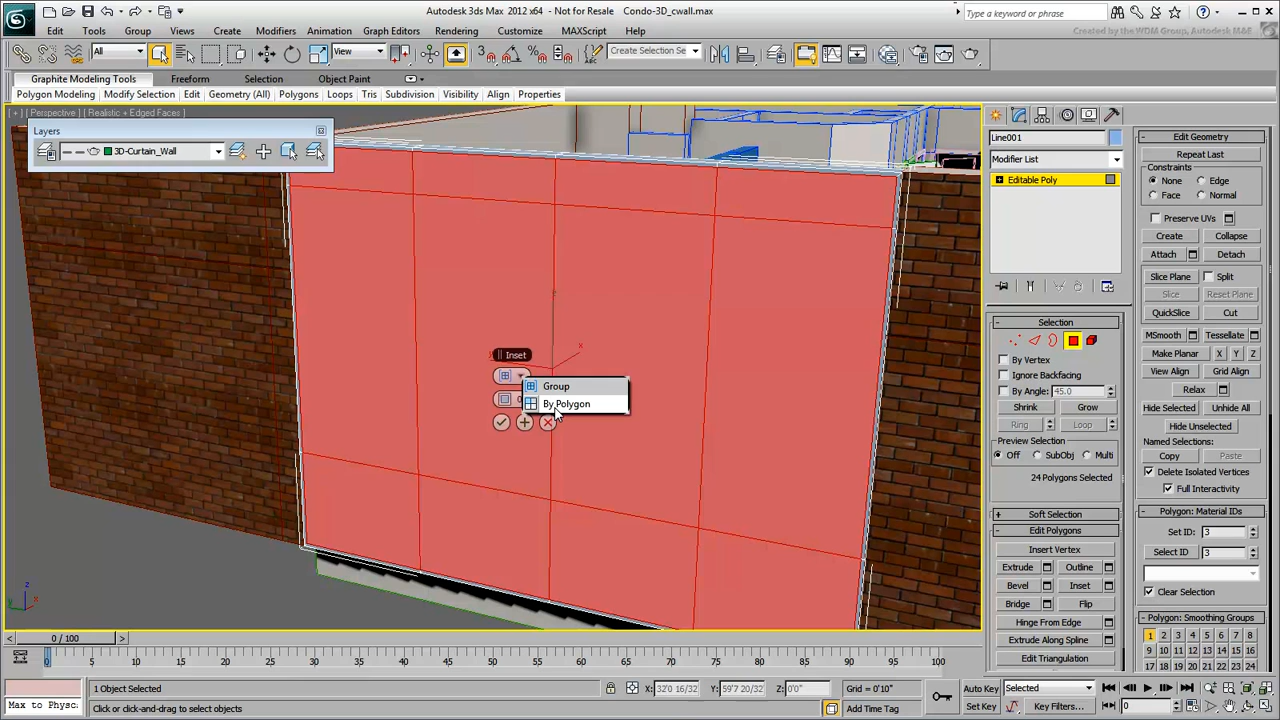 Autodesk 3ds Max 2012 x64 - Not for Resale Condo-3D_cwall.max
Type a keyword or phrase
Edit Tools Group Views Create Modifiers Animation Graph Editors Rendering Customize MAXScript Help
Created by the WDM Group, Autodesk M&E
All View Create Selection Se
Graphite Modeling Tools Freeform Selection Object Paint
Polygon Modeling Modify Selection Edit Geometry (All) Polygons Loops Tris Subdivision Visibility Align Properties
[ + ] [ Perspective ] [ Realistic + Edged Faces ]
Layers
3D-Curtain_Wall
Inset
Group
By Polygon
Line001
Modifier List
Editable Poly
Selection
By Vertex
Ignore Backfacing
By Angle: 45.0
Shrink Grow
Ring Loop
Preview Selection
Off SubObj Multi
24 Polygons Selected
Soft Selection
Edit Polygons
Insert Vertex
Extrude Outline
Bevel Inset
Bridge Flip
Hinge From Edge
Extrude Along Spline
Edit Triangulation
Edit Geometry
Repeat Last
Constraints
None Edge
Face Normal
Preserve UVs
Create Collapse
Attach Detach
Slice Plane Split
Slice Reset Plane
QuickSlice Cut
MSmooth Tessellate
Make Planar X Y Z
View Align Grid Align
Relax
Hide Selected Unhide All
Hide Unselected
Named Selections:
Copy Paste
Delete Isolated Vertices
Full Interactivity
Polygon: Material IDs
Set ID: 3
Select ID 3
Clear Selection
Polygon: Smoothing Groups
1 2 3 4 5 6 7 8
9 10 11 12 13 14 15 16
17 18 19 20 21 22 23 24
0 / 100
0 5 10 15 20 25 30 35 40 45 50 55 60 65 70 75 80 85 90 95 100
1 Object Selected X: 32'0 16/32 Y: 59'7 20/32 Z: 0'0" Grid = 0'10" Auto Key Selected
Max to Physc: Click or click-and-drag to select objects Add Time Tag Set Key Key Filters... 0